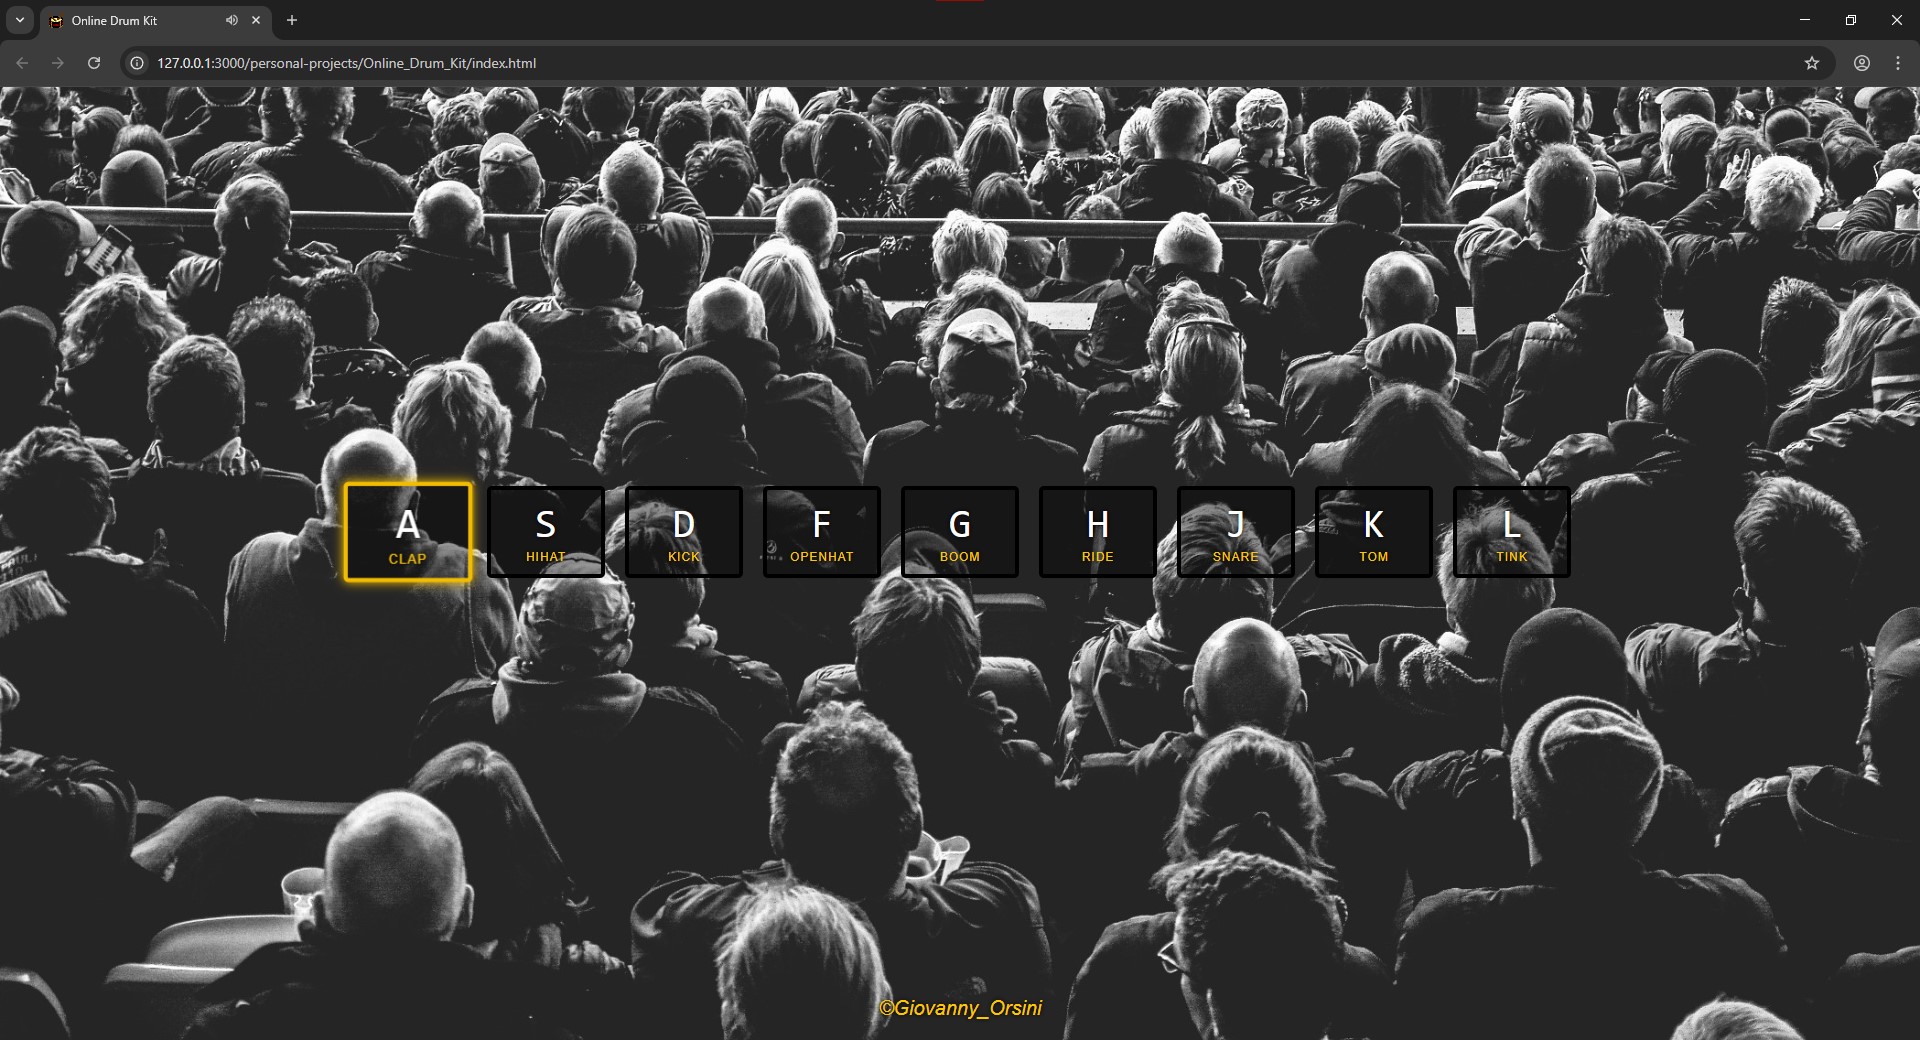 Online Drum Kit
127.0.0.1:3000/personal-projects/Online_Drum_Kit/index.html
A S D F G H J K L
CLAP HIHAT KICK OPENHAT BOOM RIDE SNARE TOM TINK
©Giovanny_Orsini